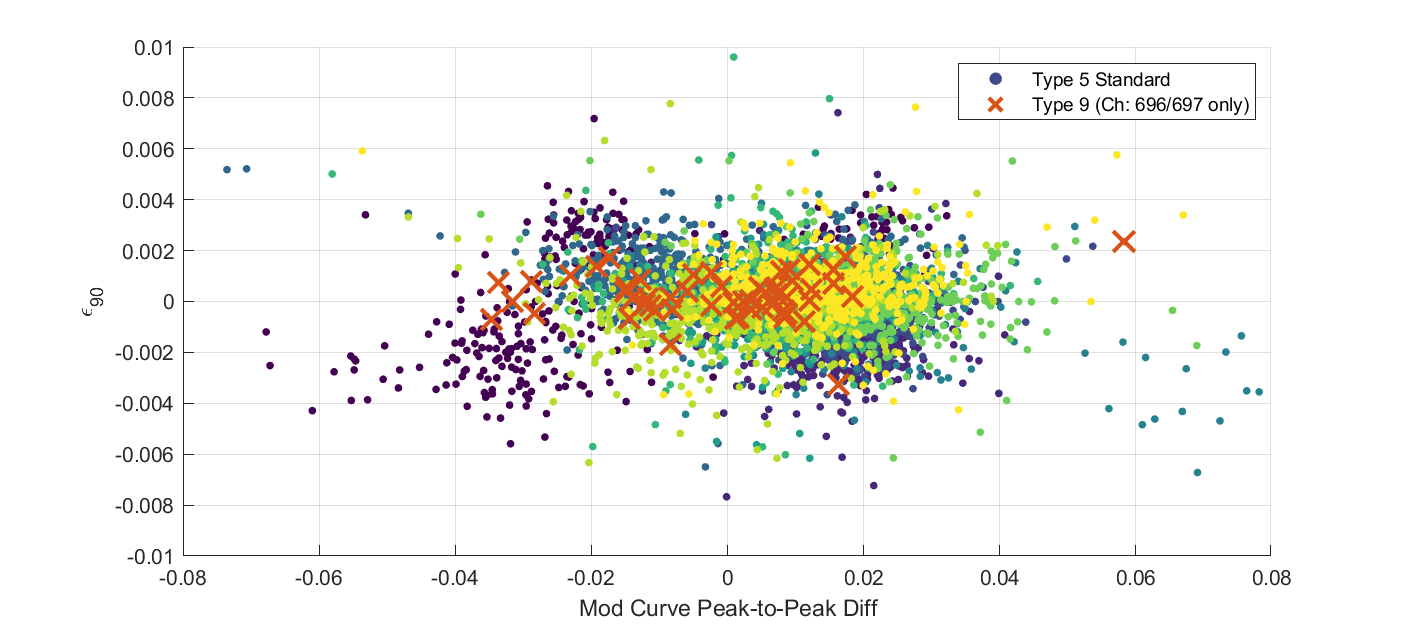 0.01
0.008
0.006
0.004
0.002
0
-0.002
-0.004
-0.006
-0.008
-0.01
ϵ90
-0.08 -0.06 -0.04 -0.02 0 0.02 0.04 0.06 0.08
Mod Curve Peak-to-Peak Diff
Type 5 Standard
Type 9 (Ch: 696/697 only)